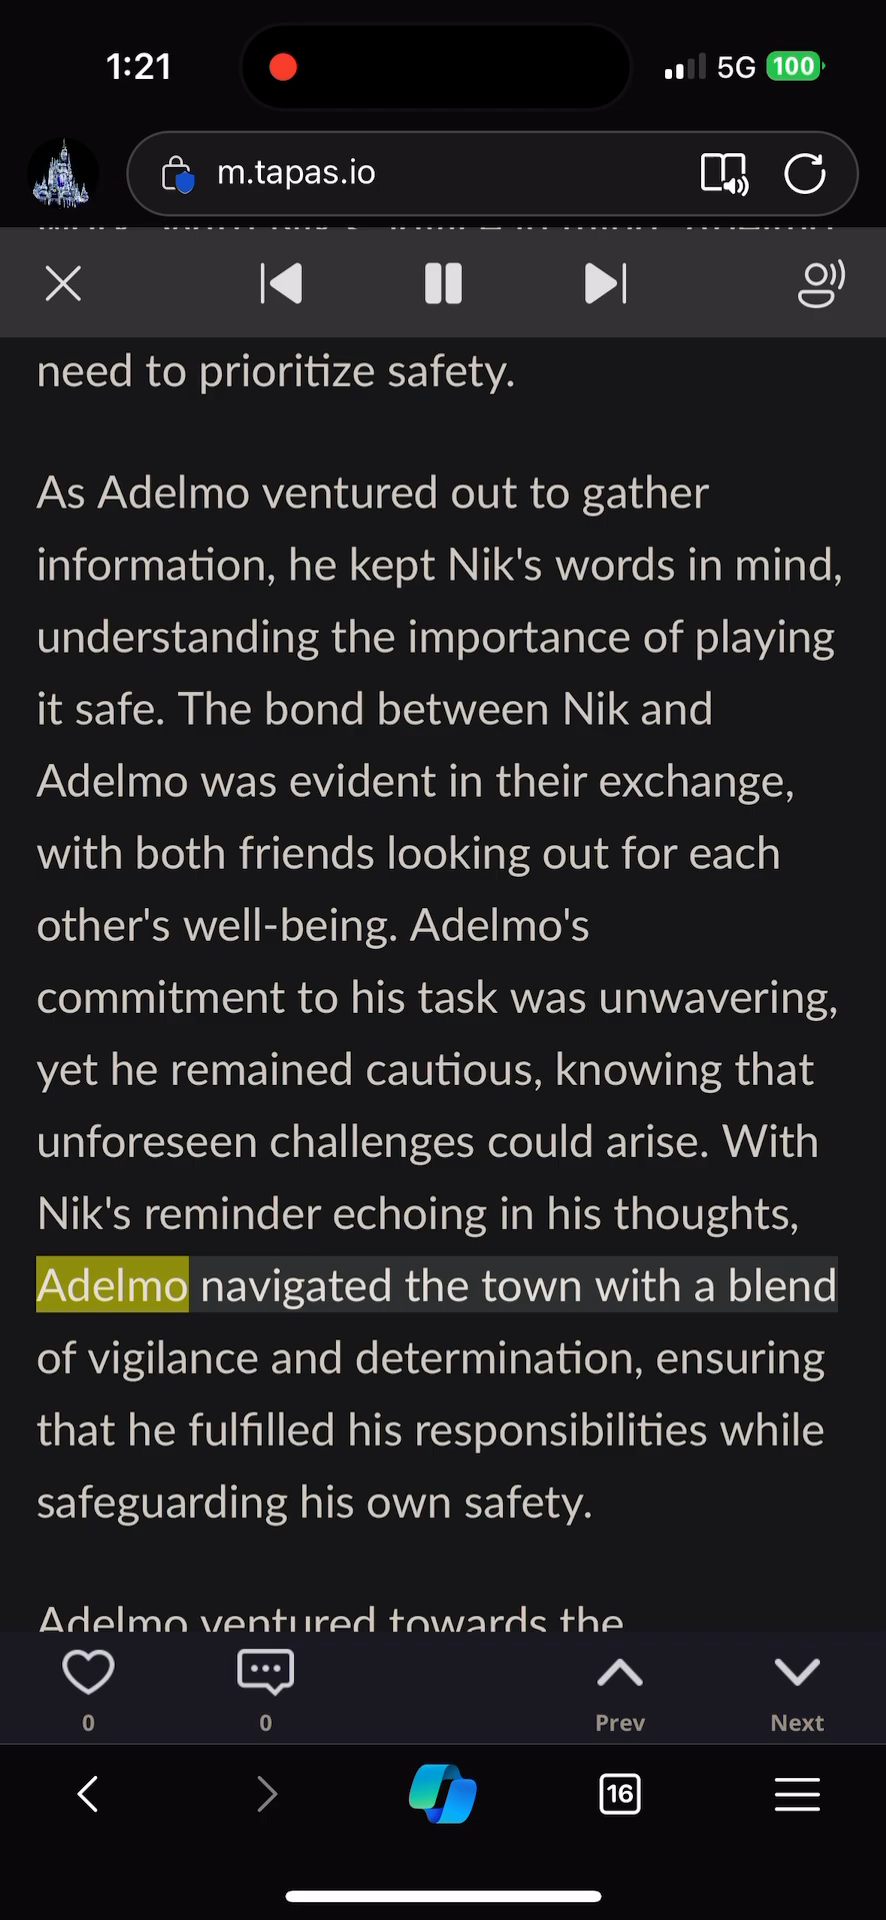 1:21
5G
100
m.tapas.io
need to prioritize safety.
As Adelmo ventured out to gather
information, he kept Nik's words in mind,
understanding the importance of playing
it safe. The bond between Nik and
Adelmo was evident in their exchange,
with both friends looking out for each
other's well-being. Adelmo's
commitment to his task was unwavering,
yet he remained cautious, knowing that
unforeseen challenges could arise. With
Nik's reminder echoing in his thoughts,
Adelmo navigated the town with a blend
of vigilance and determination, ensuring
that he fulfilled his responsibilities while
safeguarding his own safety.
Adelmo ventured towards the
0
0
Prev
Next
16